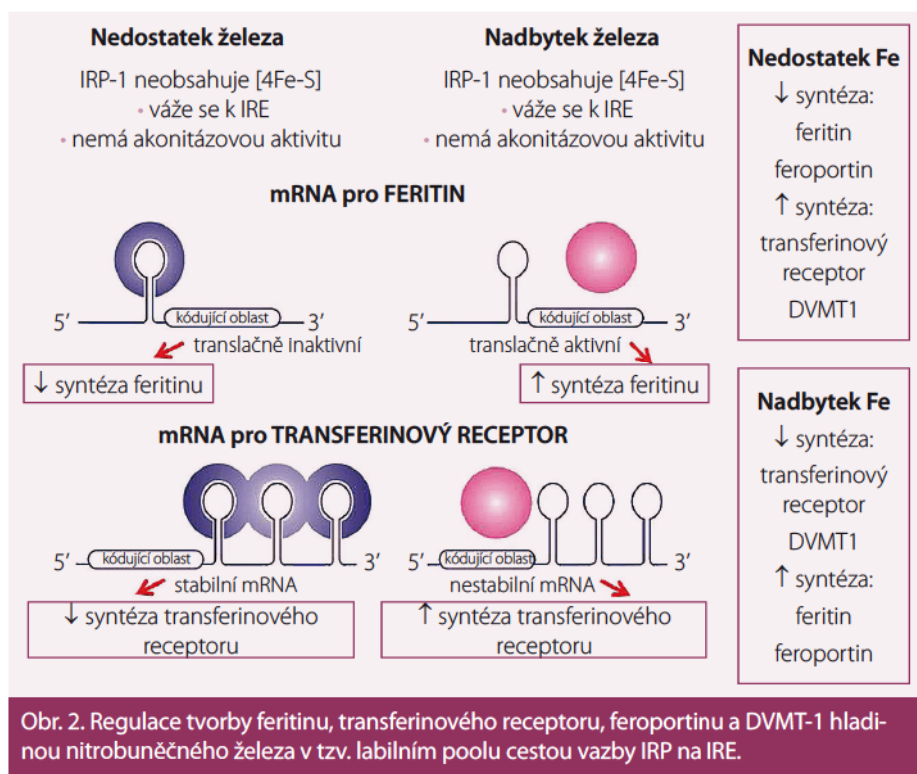 Nedostatek železa
IRP-1 neobsahuje [4Fe-S]
• váže se k IRE
• nemá akonitázovou aktivitu
Nadbytek železa
IRP-1 neobsahuje [4Fe-S]
• váže se k IRE
• nemá akonitázovou aktivitu
mRNA pro FERITIN
5′ kódující oblast 3′
translačně inaktivní
↓ syntéza feritinu
5′ kódující oblast 3′
translačně aktivní
↑ syntéza feritinu
mRNA pro TRANSFERINOVÝ RECEPTOR
5′ kódující oblast 3′
stabilní mRNA
↓ syntéza transferinového
receptoru
5′ kódující oblast 3′
nestabilní mRNA
↑ syntéza transferinového
receptoru
Nedostatek Fe
↓ syntéza:
feritin
feroportin
↑ syntéza:
transferinový
receptor
DVMT1
Nadbytek Fe
↓ syntéza:
transferinový
receptor
DVMT1
↑ syntéza:
feritin
feroportin
Obr. 2. Regulace tvorby feritinu, transferinového receptoru, feroportinu a DVMT-1 hladi-
nou nitrobuněčného železa v tzv. labilním poolu cestou vazby IRP na IRE.